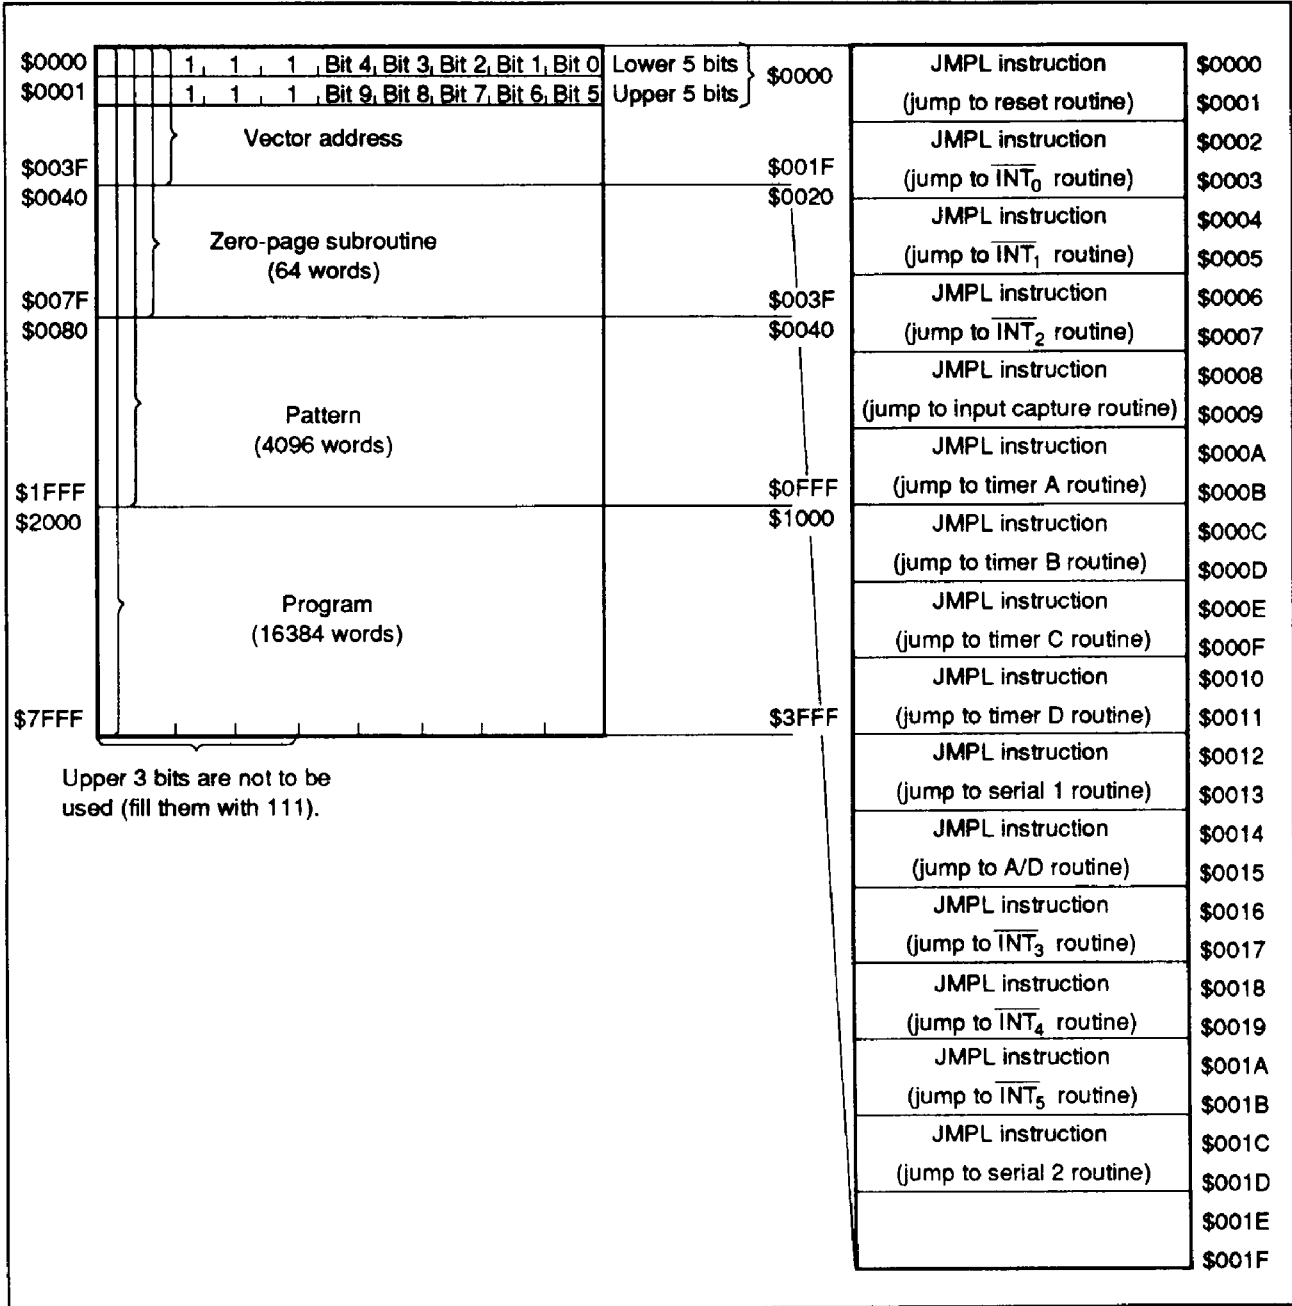 $0000 1 1 1 Bit 4 Bit 3 Bit 2 Bit 1 Bit 0 Lower 5 bits
$0001 1 1 1 Bit 9 Bit 8 Bit 7 Bit 6 Bit 5 Upper 5 bits
$0000
Vector address
$003F
$001F
$0040
$0020
Zero-page subroutine
(64 words)
$007F
$003F
$0080
$0040
Pattern
(4096 words)
$1FFF
$0FFF
$2000
$1000
Program
(16384 words)
$7FFF
$3FFF
Upper 3 bits are not to be
used (fill them with 111).
JMPL instruction $0000
(jump to reset routine) $0001
JMPL instruction $0002
(jump to I̅N̅T̅₀ routine) $0003
JMPL instruction $0004
(jump to I̅N̅T̅₁ routine) $0005
JMPL instruction $0006
(jump to I̅N̅T̅₂ routine) $0007
JMPL instruction $0008
(jump to input capture routine) $0009
JMPL instruction $000A
(jump to timer A routine) $000B
JMPL instruction $000C
(jump to timer B routine) $000D
JMPL instruction $000E
(jump to timer C routine) $000F
JMPL instruction $0010
(jump to timer D routine) $0011
JMPL instruction $0012
(jump to serial 1 routine) $0013
JMPL instruction $0014
(jump to A/D routine) $0015
JMPL instruction $0016
(jump to I̅N̅T̅₃ routine) $0017
JMPL instruction $0018
(jump to I̅N̅T̅₄ routine) $0019
JMPL instruction $001A
(jump to I̅N̅T̅₅ routine) $001B
JMPL instruction $001C
(jump to serial 2 routine) $001D
$001E
$001F